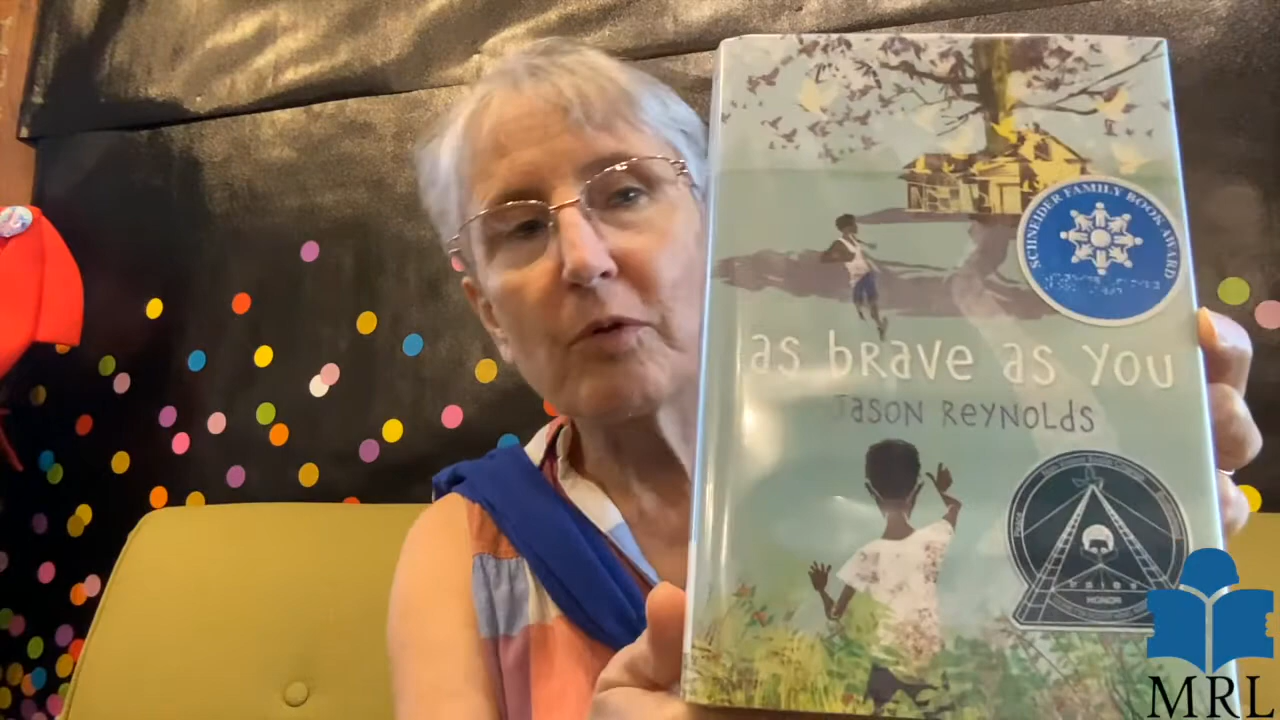 SCHNEIDER FAMILY BOOK AWARD
as brave as you
Jason Reynolds
HONOR
MRL